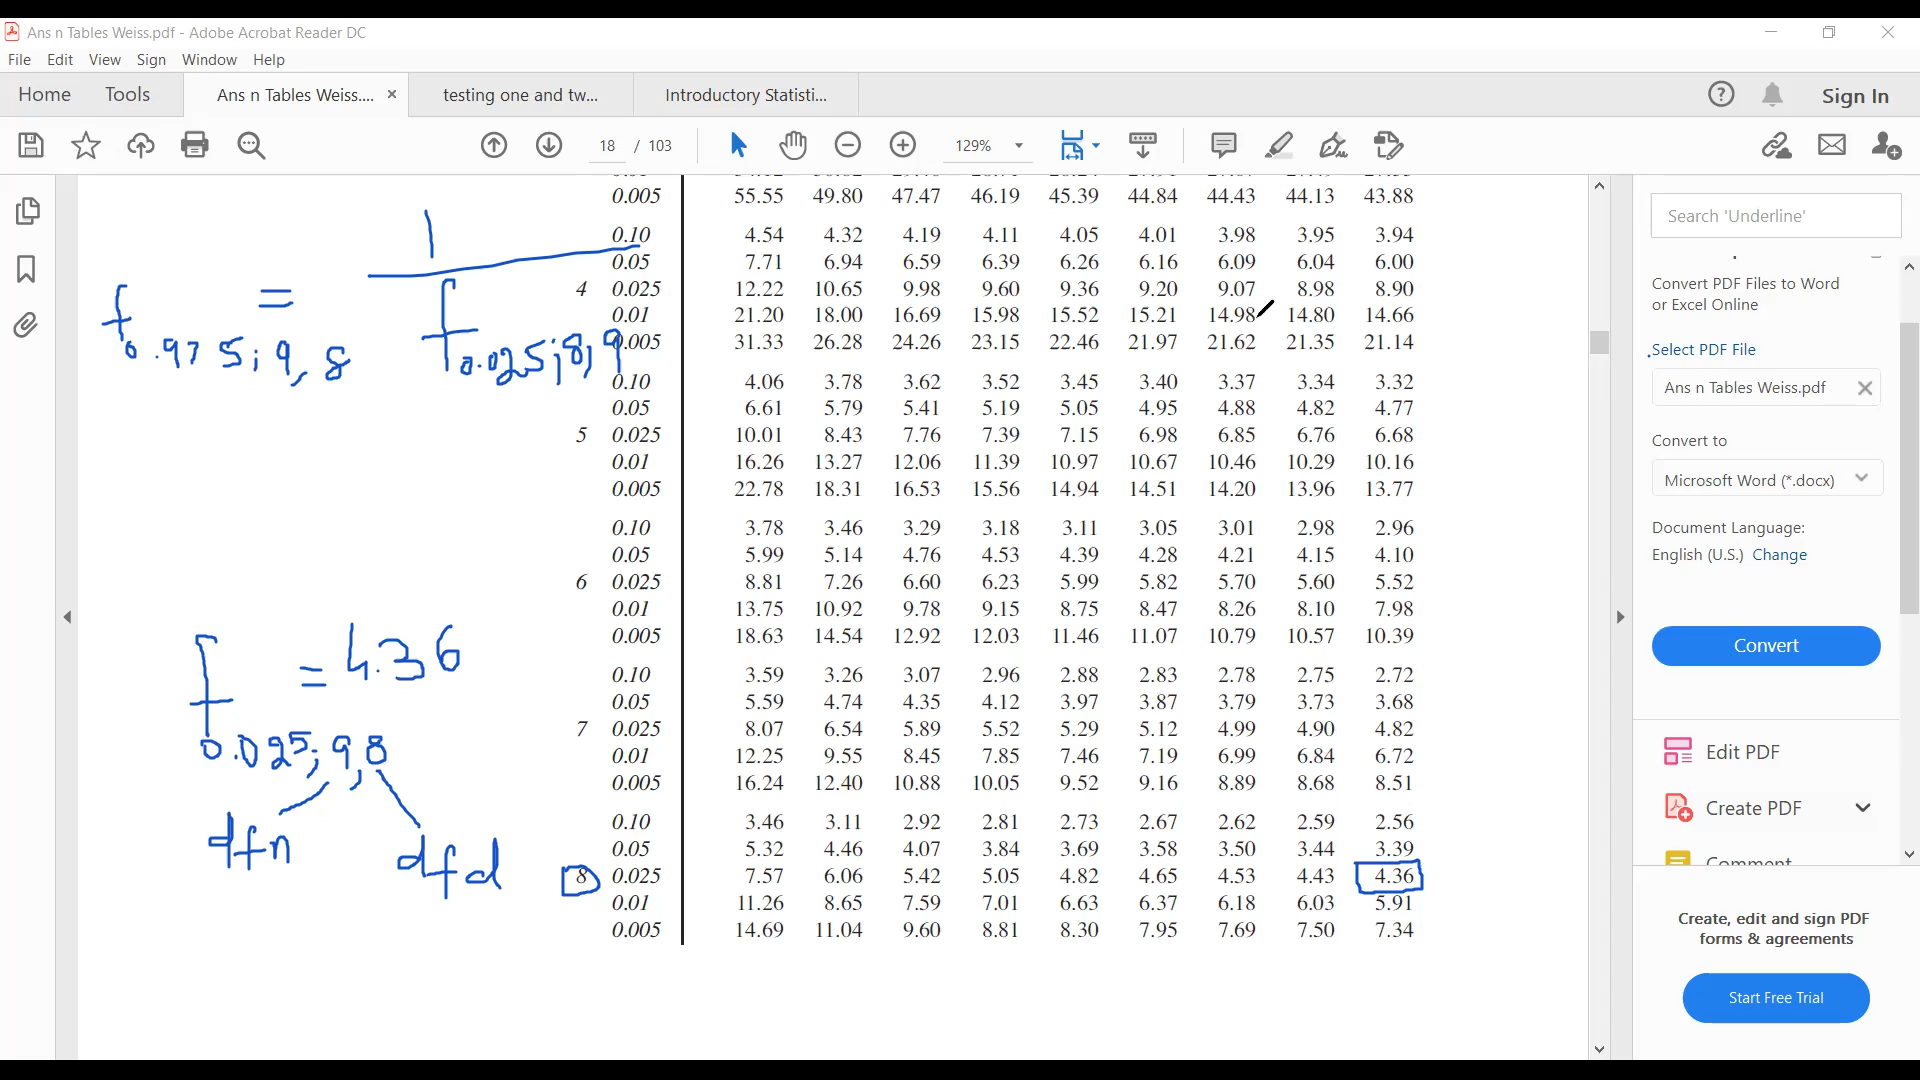 Ans n Tables Weiss.pdf - Adobe Acrobat Reader DC
File Edit View Sign Window Help
Home Tools Ans n Tables Weiss.... × testing one and tw... Introductory Statisti... Sign In
18 / 103 129%
0.005 55.55 49.80 47.47 46.19 45.39 44.84 44.43 44.13 43.88
0.10 4.54 4.32 4.19 4.11 4.05 4.01 3.98 3.95 3.94
0.05 7.71 6.94 6.59 6.39 6.26 6.16 6.09 6.04 6.00
4 0.025 12.22 10.65 9.98 9.60 9.36 9.20 9.07 8.98 8.90
0.01 21.20 18.00 16.69 15.98 15.52 15.21 14.98 14.80 14.66
0.005 31.33 26.28 24.26 23.15 22.46 21.97 21.62 21.35 21.14
0.10 4.06 3.78 3.62 3.52 3.45 3.40 3.37 3.34 3.32
0.05 6.61 5.79 5.41 5.19 5.05 4.95 4.88 4.82 4.77
5 0.025 10.01 8.43 7.76 7.39 7.15 6.98 6.85 6.76 6.68
0.01 16.26 13.27 12.06 11.39 10.97 10.67 10.46 10.29 10.16
0.005 22.78 18.31 16.53 15.56 14.94 14.51 14.20 13.96 13.77
0.10 3.78 3.46 3.29 3.18 3.11 3.05 3.01 2.98 2.96
0.05 5.99 5.14 4.76 4.53 4.39 4.28 4.21 4.15 4.10
6 0.025 8.81 7.26 6.60 6.23 5.99 5.82 5.70 5.60 5.52
0.01 13.75 10.92 9.78 9.15 8.75 8.47 8.26 8.10 7.98
0.005 18.63 14.54 12.92 12.03 11.46 11.07 10.79 10.57 10.39
0.10 3.59 3.26 3.07 2.96 2.88 2.83 2.78 2.75 2.72
0.05 5.59 4.74 4.35 4.12 3.97 3.87 3.79 3.73 3.68
7 0.025 8.07 6.54 5.89 5.52 5.29 5.12 4.99 4.90 4.82
0.01 12.25 9.55 8.45 7.85 7.46 7.19 6.99 6.84 6.72
0.005 16.24 12.40 10.88 10.05 9.52 9.16 8.89 8.68 8.51
0.10 3.46 3.11 2.92 2.81 2.73 2.67 2.62 2.59 2.56
0.05 5.32 4.46 4.07 3.84 3.69 3.58 3.50 3.44 3.39
8 0.025 7.57 6.06 5.42 5.05 4.82 4.65 4.53 4.43 4.36
0.01 11.26 8.65 7.59 7.01 6.63 6.37 6.18 6.03 5.91
0.005 14.69 11.04 9.60 8.81 8.30 7.95 7.69 7.50 7.34
1
f =
0.975;9,8 f 0.025;8,9
f = 4.36
0.025;9,8
dfn dfd
Search 'Underline'
Convert PDF Files to Word
or Excel Online
Select PDF File
Ans n Tables Weiss.pdf
Convert to
Microsoft Word (*.docx)
Document Language:
English (U.S.) Change
Convert
Edit PDF
Create PDF
Comment
Create, edit and sign PDF
forms & agreements
Start Free Trial